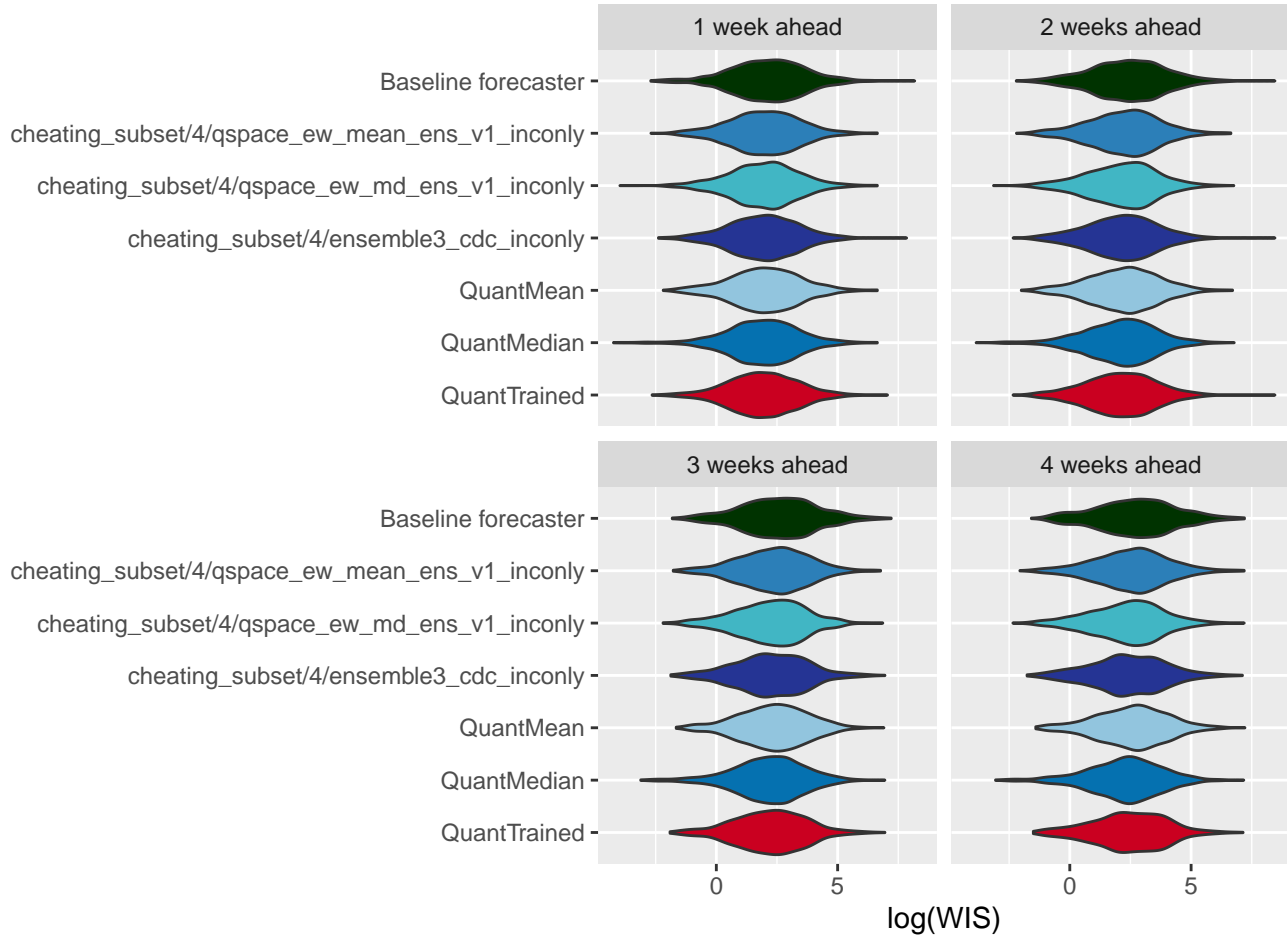 1 week ahead
2 weeks ahead
Baseline forecaster
cheating_subset/4/qspace_ew_mean_ens_v1_inconly
cheating_subset/4/qspace_ew_md_ens_v1_inconly
cheating_subset/4/ensemble3_cdc_inconly
QuantMean
QuantMedian
QuantTrained
3 weeks ahead
4 weeks ahead
Baseline forecaster
cheating_subset/4/qspace_ew_mean_ens_v1_inconly
cheating_subset/4/qspace_ew_md_ens_v1_inconly
cheating_subset/4/ensemble3_cdc_inconly
QuantMean
QuantMedian
QuantTrained
0 5 0 5
log(WIS)